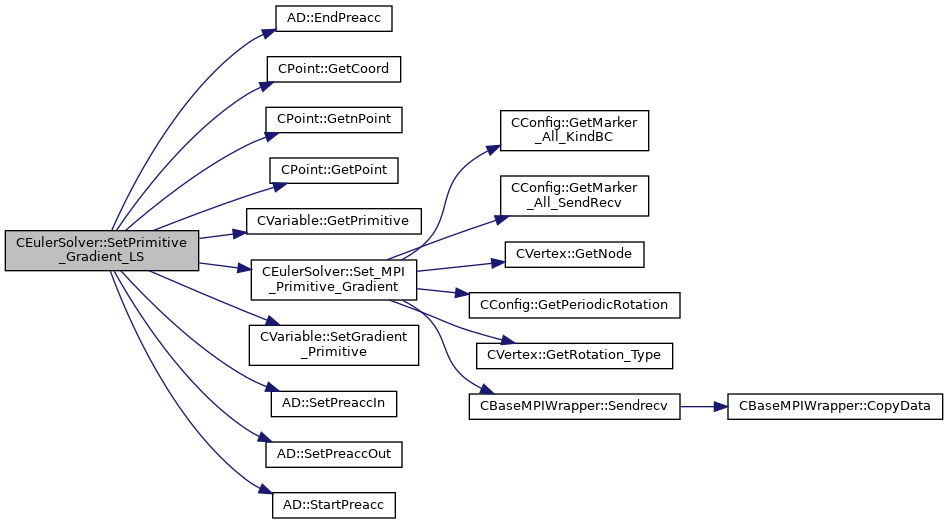 CEulerSolver::SetPrimitive
_Gradient_LS
AD::EndPreacc
CPoint::GetCoord
CPoint::GetnPoint
CPoint::GetPoint
CVariable::GetPrimitive
CEulerSolver::Set_MPI
_Primitive_Gradient
CVariable::SetGradient
_Primitive
AD::SetPreaccIn
AD::SetPreaccOut
AD::StartPreacc
CConfig::GetMarker
_All_KindBC
CConfig::GetMarker
_All_SendRecv
CVertex::GetNode
CConfig::GetPeriodicRotation
CVertex::GetRotation_Type
CBaseMPIWrapper::Sendrecv
CBaseMPIWrapper::CopyData